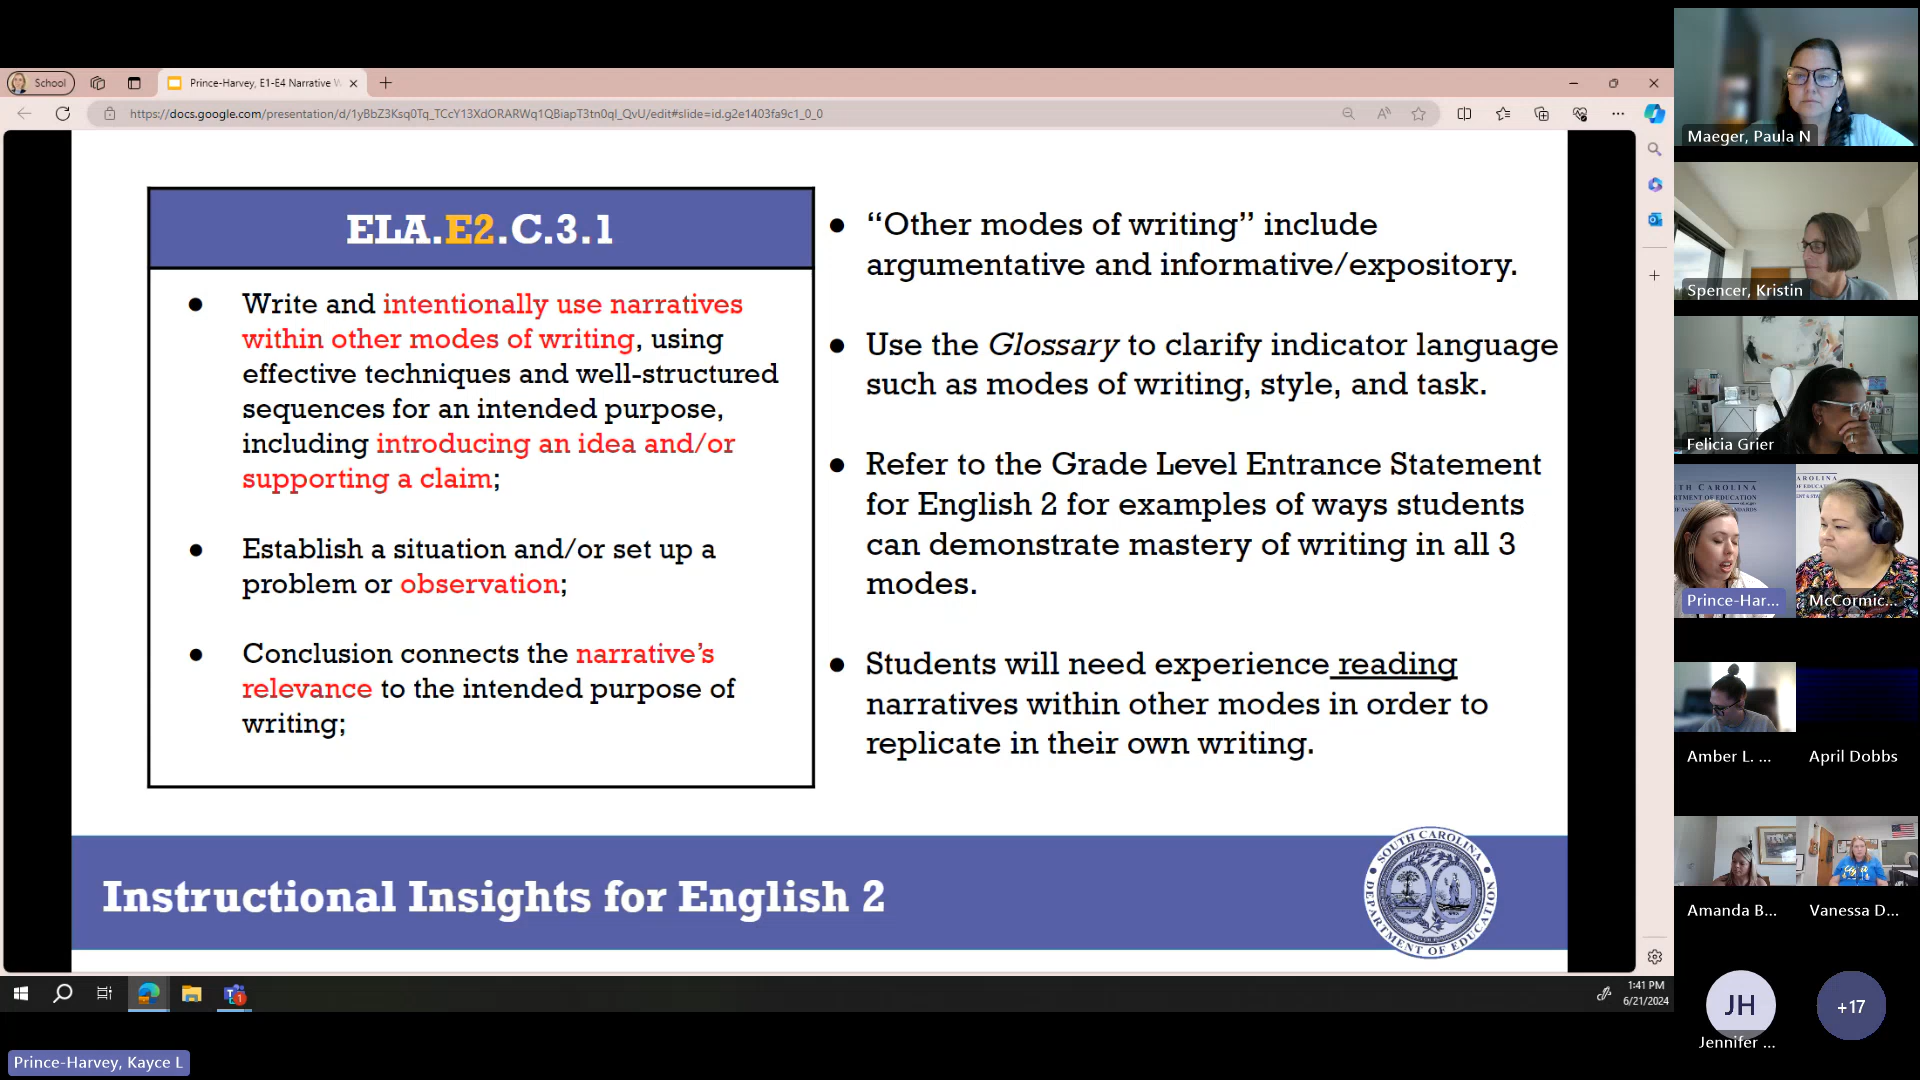 School
Prince-Harvey, E1-E4 Narrative W
https://docs.google.com/presentation/d/1yBbZ3Ksq0Tq_TCcY13XdORARWq1QBiapT3tn0ql_QvU/edit#slide=id.g2e1403fa9c1_0_0
ELA.E2.C.3.1
● Write and intentionally use narratives
within other modes of writing, using
effective techniques and well-structured
sequences for an intended purpose,
including introducing an idea and/or
supporting a claim;
● Establish a situation and/or set up a
problem or observation;
● Conclusion connects the narrative’s
relevance to the intended purpose of
writing;
● “Other modes of writing” include
argumentative and informative/expository.
● Use the Glossary to clarify indicator language
such as modes of writing, style, and task.
● Refer to the Grade Level Entrance Statement
for English 2 for examples of ways students
can demonstrate mastery of writing in all 3
modes.
● Students will need experience reading
narratives within other modes in order to
replicate in their own writing.
Instructional Insights for English 2
SOUTH CAROLINA
DEPARTMENT OF EDUCATION
1:41 PM
6/21/2024
Prince-Harvey, Kayce L
Maeger, Paula N
Spencer, Kristin
Felicia Grier
Prince-Har...
McCormic...
Amber L. ...
April Dobbs
Amanda B...
Vanessa D...
JH
Jennifer ...
+17